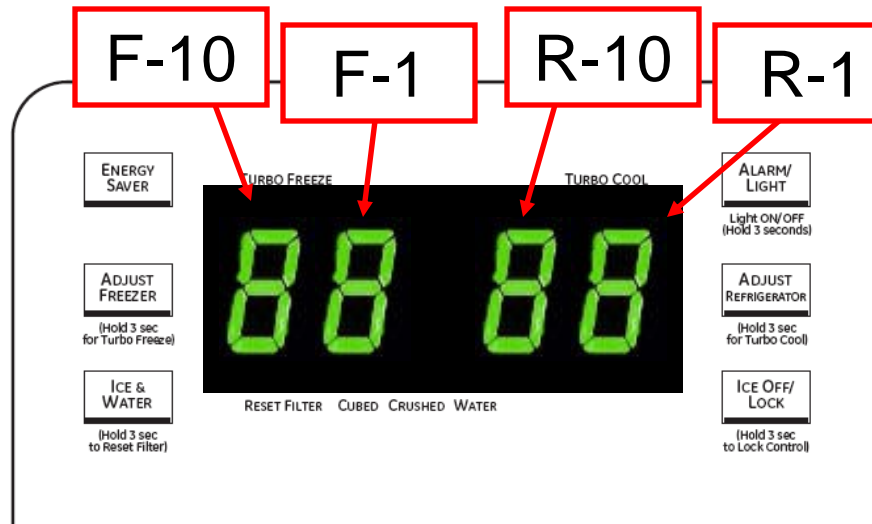 F-10
F-1
R-10
R-1
TURBO FREEZE
TURBO COOL
ENERGY
SAVER
ALARM/
LIGHT
Light ON/OFF
(Hold 3 seconds)
88 88
ADJUST
FREEZER
(Hold 3 sec
for Turbo Freeze)
ADJUST
REFRIGERATOR
(Hold 3 sec
for Turbo Cool)
ICE &
WATER
(Hold 3 sec
to Reset Filter)
RESET FILTER CUBED CRUSHED WATER
ICE OFF/
LOCK
(Hold 3 sec
to Lock Control)